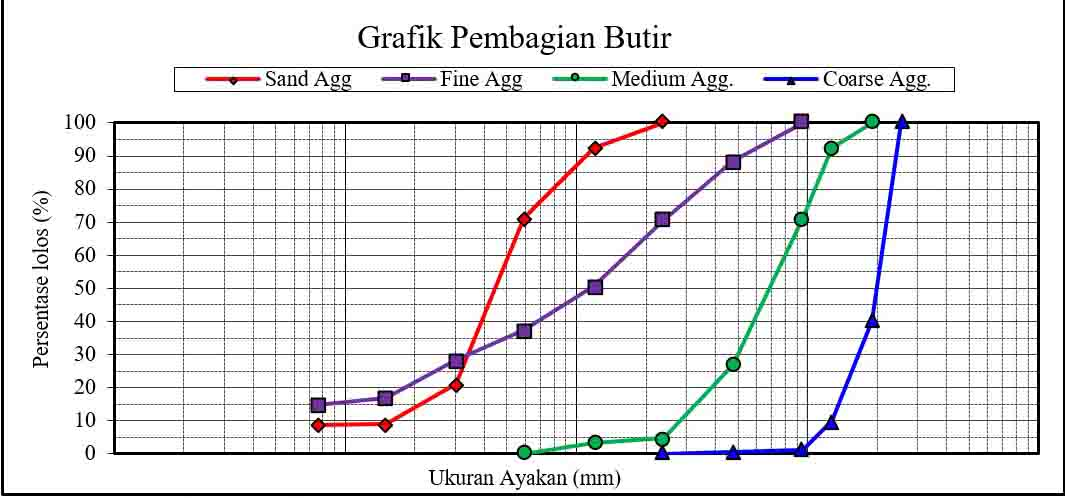 Grafik Pembagian Butir
Sand Agg Fine Agg Medium Agg. Coarse Agg.
100
90
80
70
60
50
40
30
20
10
0
Persentase lolos (%)
Ukuran Ayakan (mm)